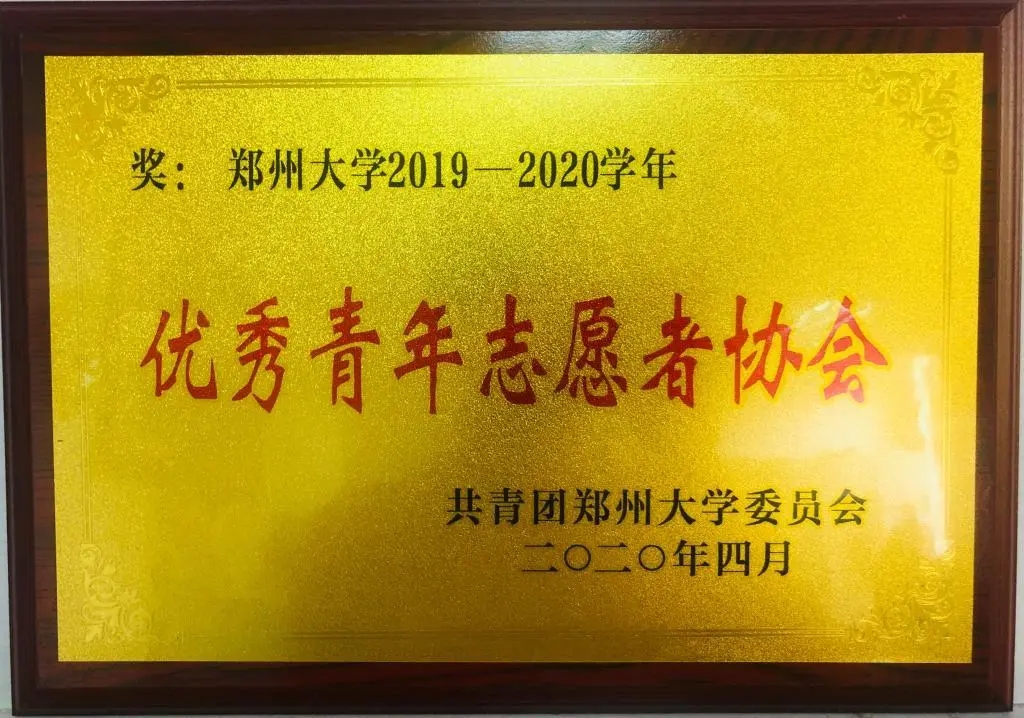 奖： 郑州大学2019—2020学年
优秀青年志愿者协会
共青团郑州大学委员会
二〇二〇年四月